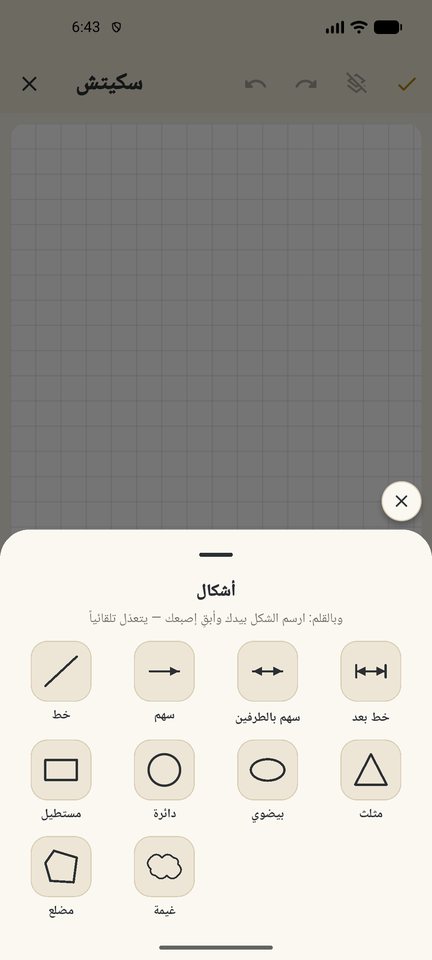 6:43
سكيتش
أشكال
وبالقلم: ارسم الشكل بيدك وأبقِ إصبعك — يتعدّل تلقائياً
خط
سهم
سهم بالطرفين
خط بعد
مستطيل
دائرة
بيضوي
مثلث
مضلع
غيمة